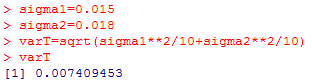 > sigma1=0.015
> sigma2=0.018
> varT=sqrt(sigma1**2/10+sigma2**2/10)
> varT
[1] 0.007409453